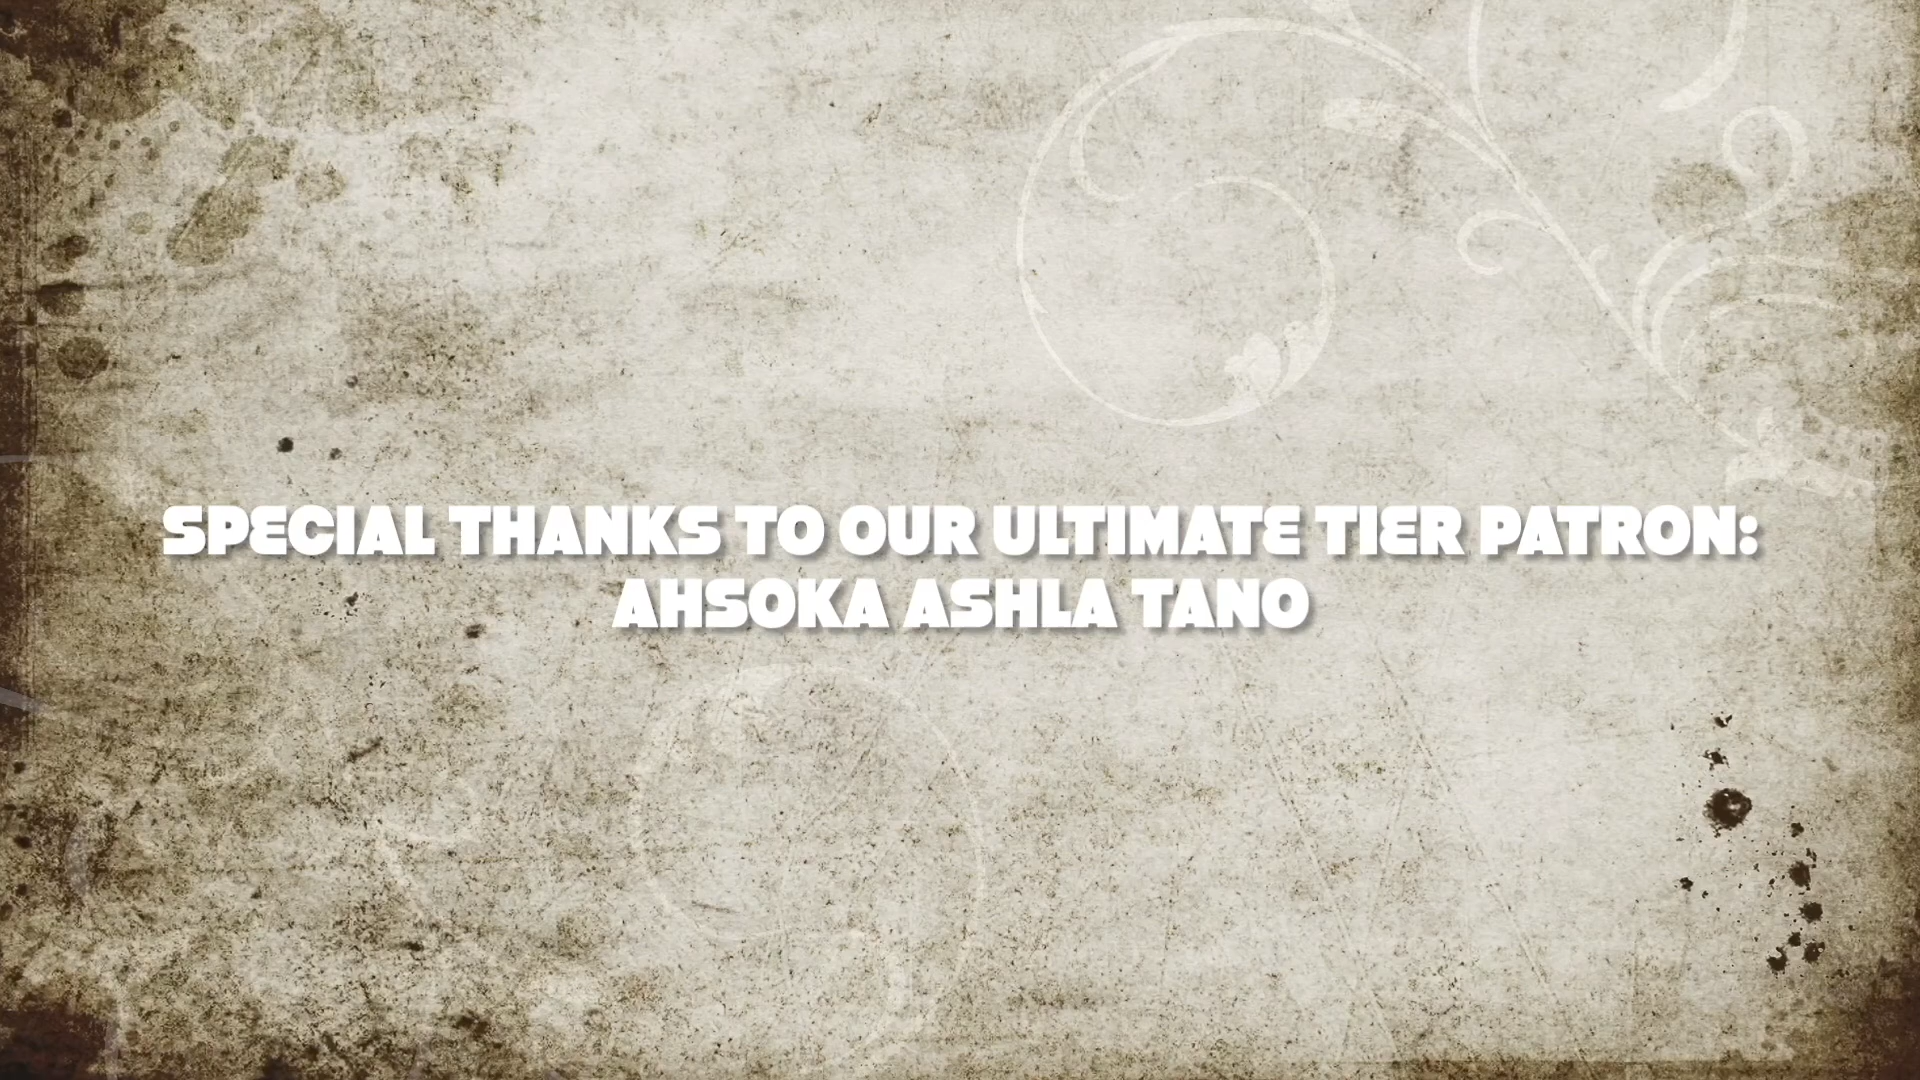 SPECIAL THANKS TO OUR ULTIMATE TIER PATRON:
AHSOKA ASHLA TANO